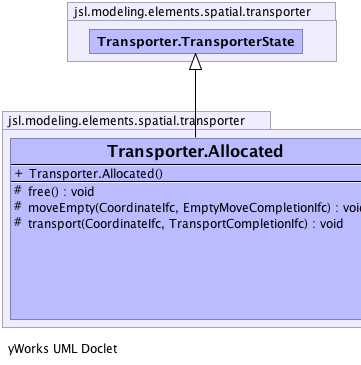 jsl.modeling.elements.spatial.transporter
Transporter.TransporterState
jsl.modeling.elements.spatial.transporter
Transporter.Allocated
+ Transporter.Allocated()
# free() : void
# moveEmpty(CoordinateIfc, EmptyMoveCompletionIfc) : voi
# transport(CoordinateIfc, TransportCompletionIfc) : void
yWorks UML Doclet